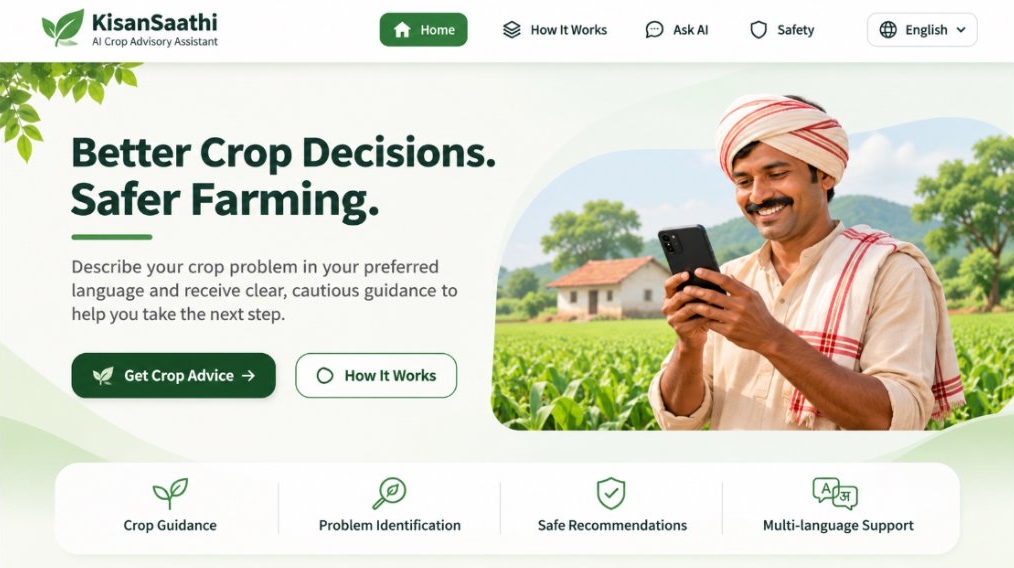 KisanSaathi
AI Crop Advisory Assistant
Home
How It Works
Ask AI
Safety
English
Better Crop Decisions.
Safer Farming.
Describe your crop problem in your preferred
language and receive clear, cautious guidance to
help you take the next step.
Get Crop Advice →
How It Works
Crop Guidance
Problem Identification
Safe Recommendations
A अ
Multi-language Support